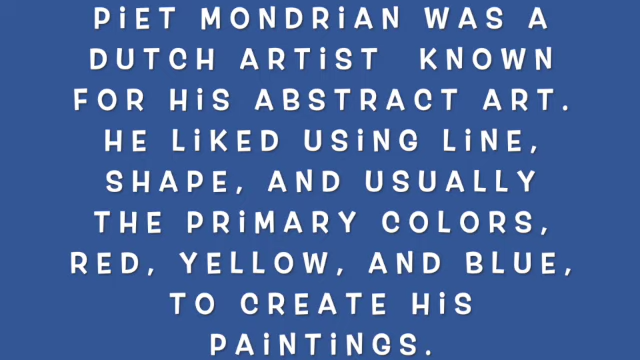 PiET MONDRiAN WAS A
DUTCH ARTiST KNOWN
FOR HiS ABSTRACT ART.
HE LiKED USiNG LiNE,
SHAPE, AND USUALLY
THE PRiMARY COLORS,
RED, YELLOW, AND BLUE,
TO CREATE HiS
PAiNTiNGS.